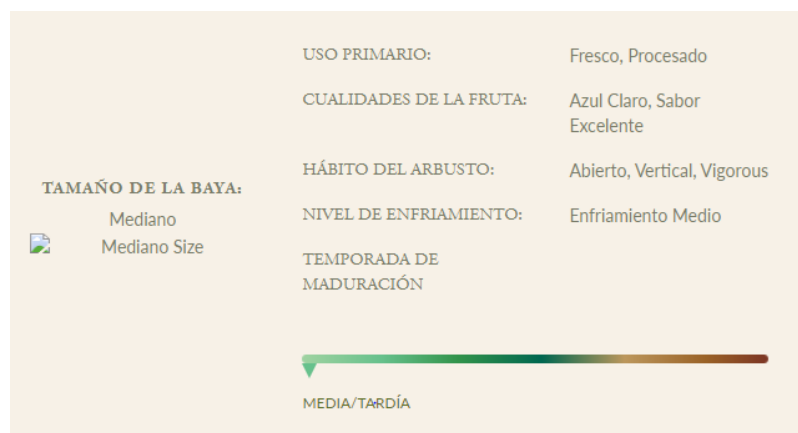 TAMAÑO DE LA BAYA:
Mediano
Mediano Size
USO PRIMARIO: Fresco, Procesado
CUALIDADES DE LA FRUTA: Azul Claro, Sabor
Excelente
HÁBITO DEL ARBUSTO: Abierto, Vertical, Vigorous
NIVEL DE ENFRIAMIENTO: Enfriamiento Medio
TEMPORADA DE
MADURACIÓN
MEDIA/TARDÍA